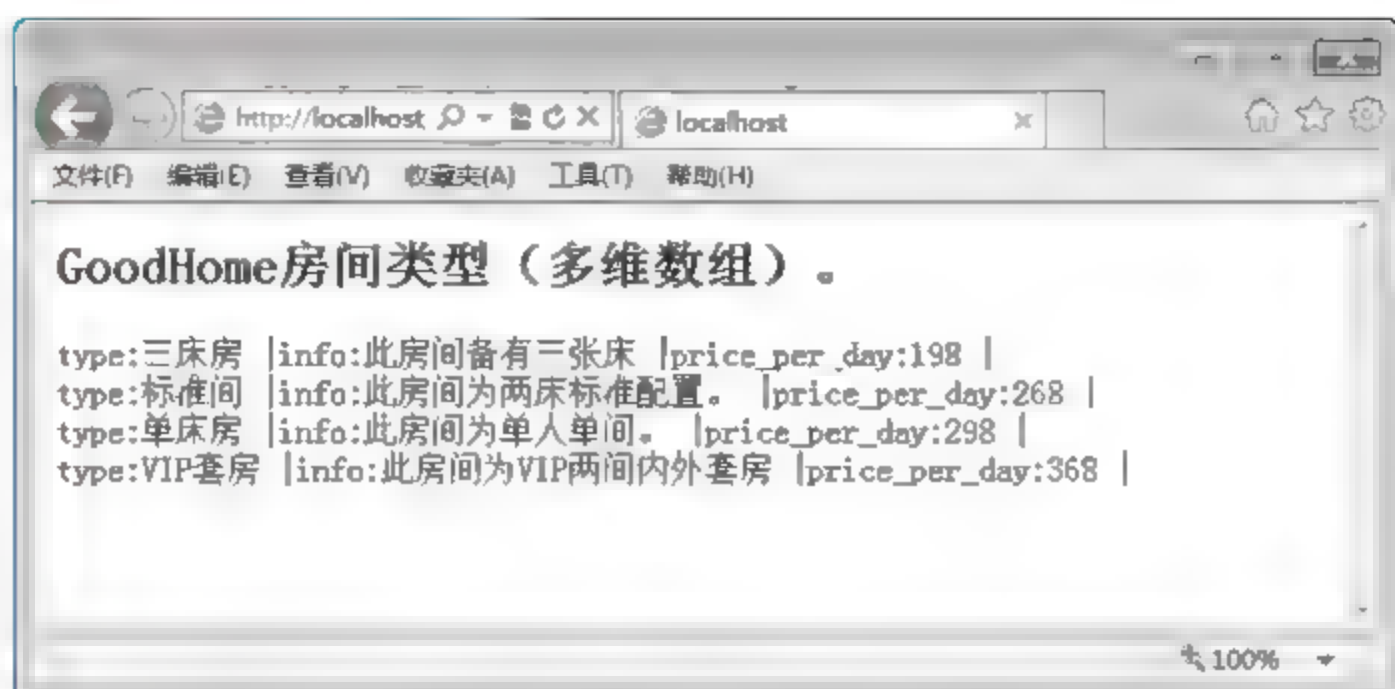 http://localhost
localhost
文件(F) 编辑(E) 查看(V) 收藏夹(A) 工具(T) 帮助(H)
GoodHome房间类型（多维数组）。
type:三床房 |info:此房间备有三张床 |price_per_day:198 |
type:标准间 |info:此房间为两床标准配置。 |price_per_day:268 |
type:单床房 |info:此房间为单人单间。 |price_per_day:298 |
type:VIP套房 |info:此房间为VIP两间内外套房 |price_per_day:368 |
100%